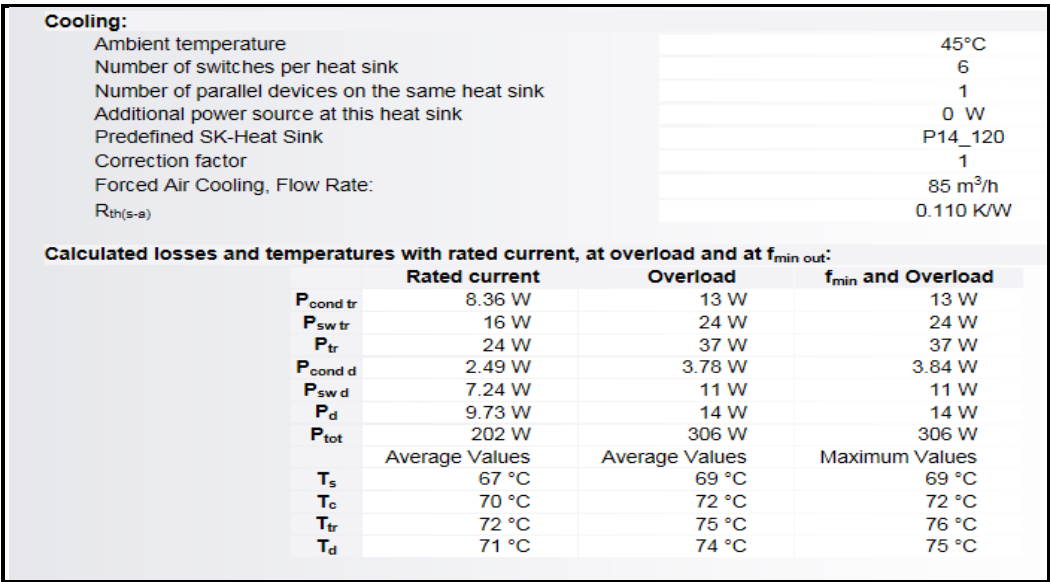 Cooling:
Ambient temperature 45°C
Number of switches per heat sink 6
Number of parallel devices on the same heat sink 1
Additional power source at this heat sink 0 W
Predefined SK-Heat Sink P14_120
Correction factor 1
Forced Air Cooling, Flow Rate: 85 m³/h
Rth(s-a) 0.110 K/W
Calculated losses and temperatures with rated current, at overload and at fmin out:
Rated current Overload fmin and Overload
Pcond tr 8.36 W 13 W 13 W
Psw tr 16 W 24 W 24 W
Ptr 24 W 37 W 37 W
Pcond d 2.49 W 3.78 W 3.84 W
Psw d 7.24 W 11 W 11 W
Pd 9.73 W 14 W 14 W
Ptot 202 W 306 W 306 W
Average Values Average Values Maximum Values
Ts 67 °C 69 °C 69 °C
Tc 70 °C 72 °C 72 °C
Ttr 72 °C 75 °C 76 °C
Td 71 °C 74 °C 75 °C